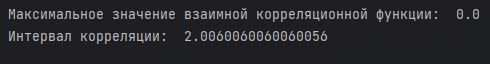 Максимальное значение взаимной корреляционной функции:  0.0
Интервал корреляции:  2.0060060060060056